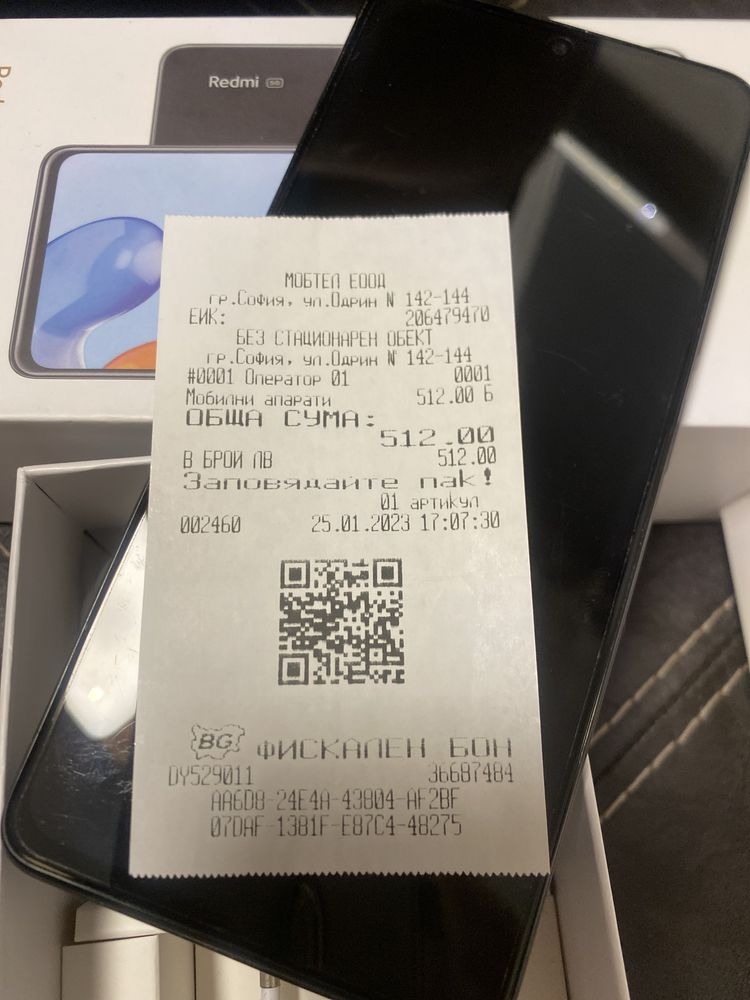 Redmi 5G
МОБТЕЛ ЕООД
гр.София, ул.Одрин N 142-144
ЕИК: 206479470
БЕЗ СТАЦИОНАРЕН ОБЕКТ
гр.София, ул.Одрин N 142-144
#0001 Оператор 01 0001
Мобилни апарати 512.00 Б
ОБЩА СУМА:
512.00
В БРОЙ ЛВ 512.00
Заповядайте пак!
01 артикул
002460 25.01.2023 17:07:30
BG ФИСКАЛЕН БОН
DY529011 36687484
AA6D8-24E4A-43804-AF2BF
07DAF-1381F-E87C4-48275